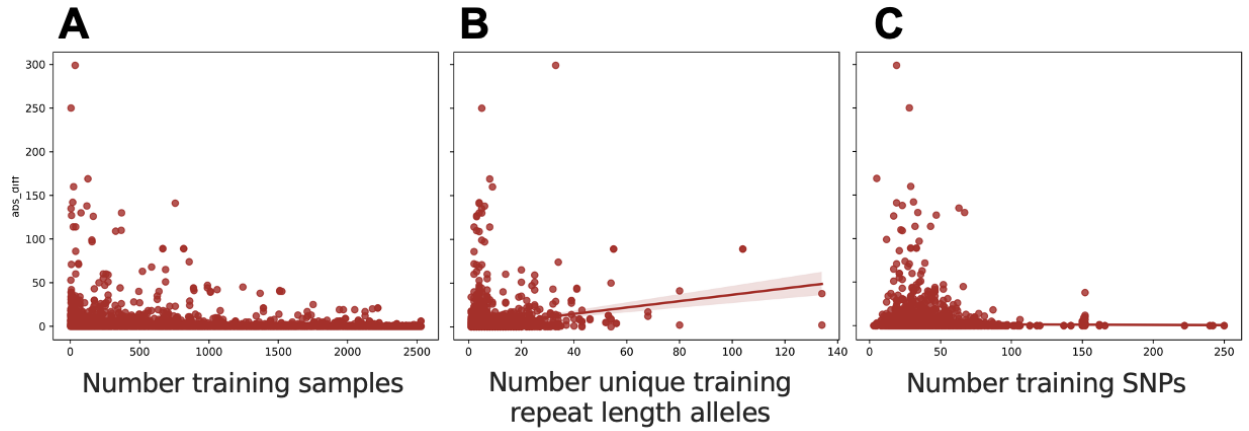 A
B
C
abs_diff
300
250
200
150
100
50
0
0 500 1000 1500 2000 2500
0 20 40 60 80 100 120 140
0 50 100 150 200 250
Number training samples
Number unique training
repeat length alleles
Number training SNPs